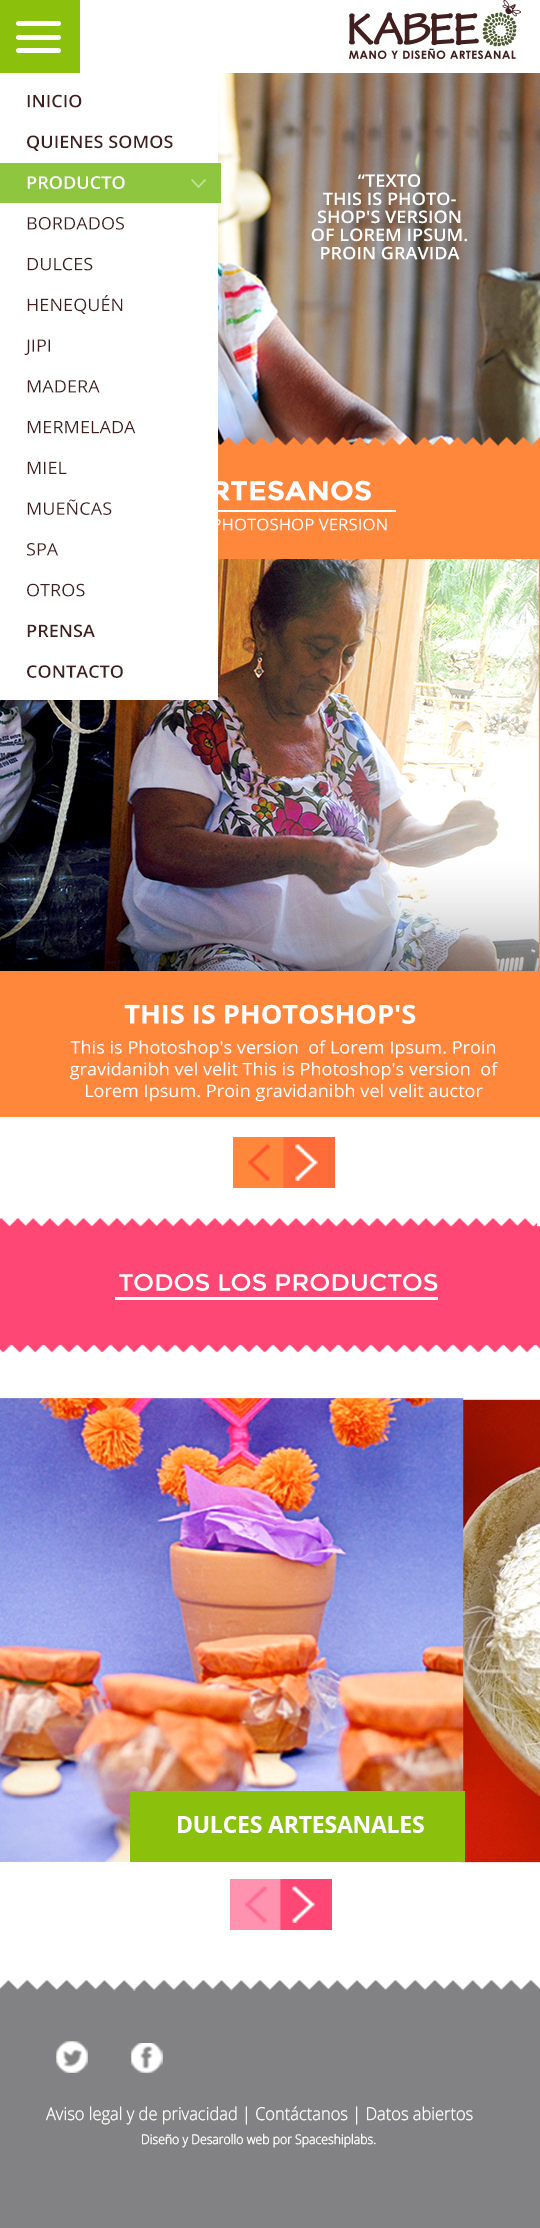 KABEE
MANO Y DISEÑO ARTESANAL
INICIO
QUIENES SOMOS
PRODUCTO
BORDADOS
DULCES
HENEQUÉN
JIPI
MADERA
MERMELADA
MIEL
MUEÑCAS
SPA
OTROS
PRENSA
CONTACTO
“TEXTO
THIS IS PHOTO-
SHOP'S VERSION
OF LOREM IPSUM.
PROIN GRAVIDA
RTESANOS
PHOTOSHOP VERSION
THIS IS PHOTOSHOP'S
This is Photoshop's version of Lorem Ipsum. Proin
gravidanibh vel velit This is Photoshop's version of
Lorem Ipsum. Proin gravidanibh vel velit auctor
TODOS LOS PRODUCTOS
DULCES ARTESANALES
Aviso legal y de privacidad | Contáctanos | Datos abiertos
Diseño y Desarollo web por Spaceshiplabs.